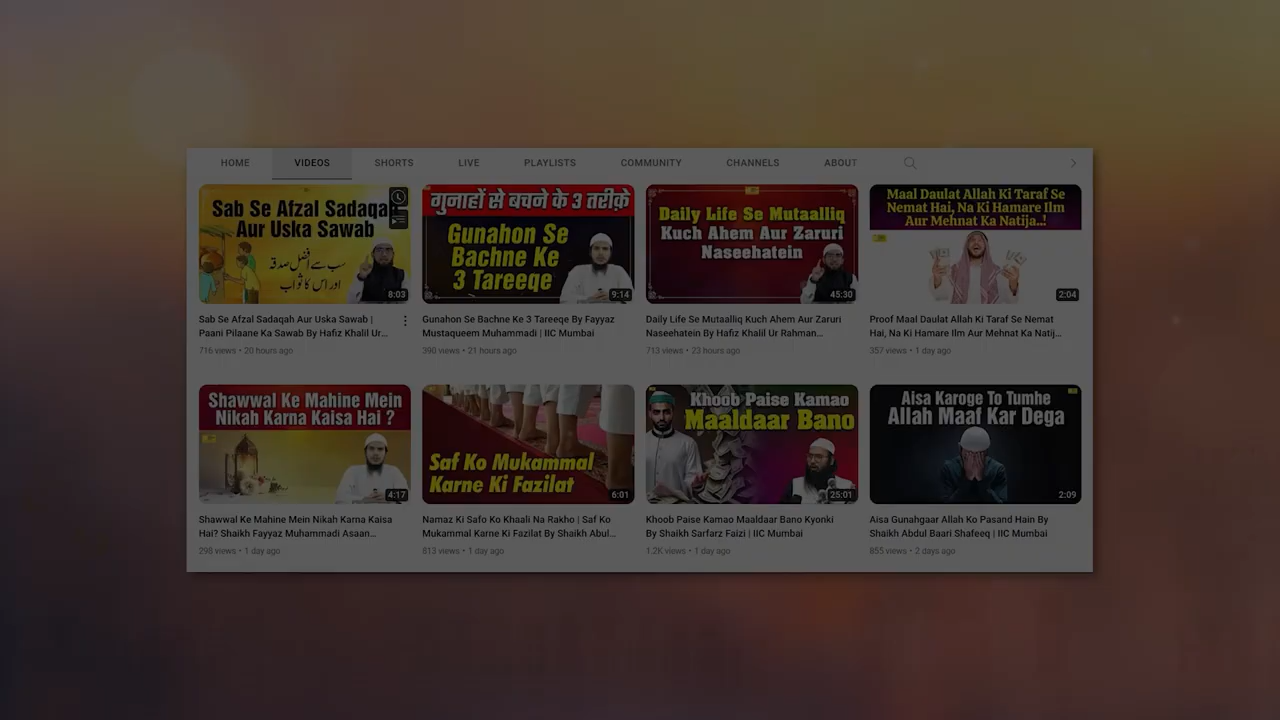 HOME VIDEOS SHORTS LIVE PLAYLISTS COMMUNITY CHANNELS ABOUT
Sab Se Afzal Sadaqah
Aur Uska Sawab
سب سے افضل صدقہ
اور اس کا ثواب
8:03
Sab Se Afzal Sadaqah Aur Uska Sawab |
Paani Pilaane Ka Sawab By Hafiz Khalil Ur...
716 views • 20 hours ago
गुनाहों से बचने के 3 तरीक़े
Gunahon Se
Bachne Ke
3 Tareeqe
9:14
Gunahon Se Bachne Ke 3 Tareeqe By Fayyaz
Mustaqueem Muhammadi | IIC Mumbai
390 views • 21 hours ago
Daily Life Se Mutaalliq
Kuch Ahem Aur Zaruri
Naseehatein
45:30
Daily Life Se Mutaalliq Kuch Ahem Aur Zaruri
Naseehatein By Hafiz Khalil Ur Rahman...
713 views • 23 hours ago
Maal Daulat Allah Ki Taraf Se
Nemat Hai, Na Ki Hamare Ilm
Aur Mehnat Ka Natija..!
2:04
Proof Maal Daulat Allah Ki Taraf Se Nemat
Hai, Na Ki Hamare Ilm Aur Mehnat Ka Natij...
357 views • 1 day ago
Shawwal Ke Mahine Mein
Nikah Karna Kaisa Hai ?
4:17
Shawwal Ke Mahine Mein Nikah Karna Kaisa
Hai? Shaikh Fayyaz Muhammadi Asaan...
298 views • 1 day ago
Saf Ko Mukammal
Karne Ki Fazilat
6:01
Namaz Ki Safo Ko Khaali Na Rakho | Saf Ko
Mukammal Karne Ki Fazilat By Shaikh Abul...
813 views • 1 day ago
Khoob Paise Kamao
Maaldaar Bano
25:01
Khoob Paise Kamao Maaldaar Bano Kyonki
By Shaikh Sarfarz Faizi | IIC Mumbai
1.2K views • 1 day ago
Aisa Karoge To Tumhe
Allah Maaf Kar Dega
2:09
Aisa Gunahgaar Allah Ko Pasand Hain By
Shaikh Abdul Baari Shafeeq | IIC Mumbai
855 views • 2 days ago